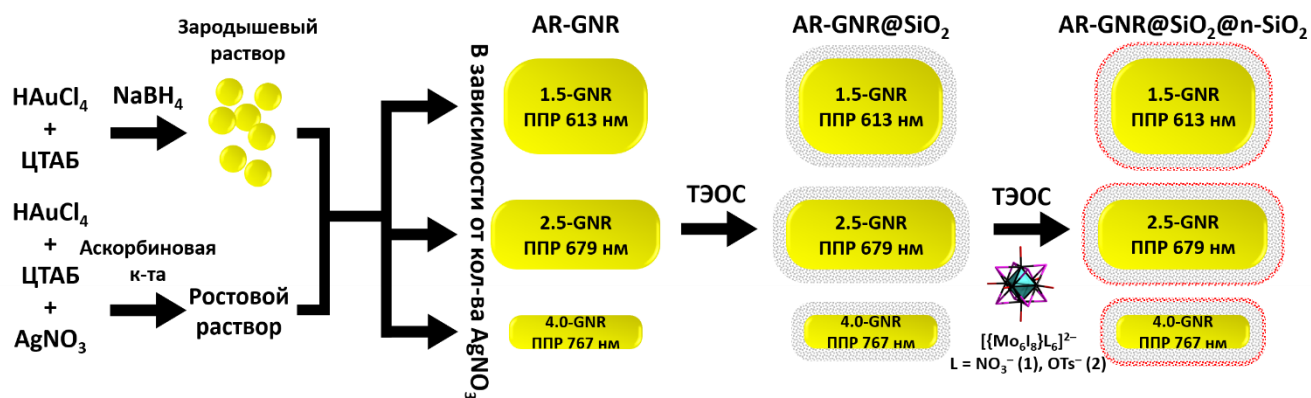 Зародышевый
раствор
HAuCl₄
+
ЦТАБ
NaBH₄
HAuCl₄
+
ЦТАБ
+
AgNO₃
Аскорбиновая
к-та
Ростовой
раствор
В зависимости от кол-ва AgNO₃
AR-GNR
1.5-GNR
ППР 613 нм
2.5-GNR
ППР 679 нм
4.0-GNR
ППР 767 нм
ТЭОС
AR-GNR@SiO₂
1.5-GNR
ППР 613 нм
2.5-GNR
ППР 679 нм
4.0-GNR
ППР 767 нм
ТЭОС
[{Mo₆I₈}L₆]²⁻
L = NO₃⁻ (1), OTs⁻ (2)
AR-GNR@SiO₂@n-SiO₂
1.5-GNR
ППР 613 нм
2.5-GNR
ППР 679 нм
4.0-GNR
ППР 767 нм